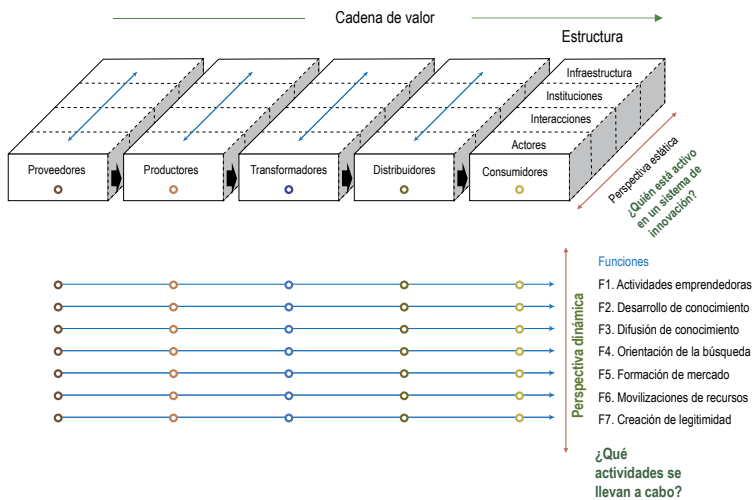 Cadena de valor
Estructura
Infraestructura
Instituciones
Interacciones
Actores
Proveedores
Productores
Transformadores
Distribuidores
Consumidores
Perspectiva estática
¿Quién está activo
en un sistema de
innovación?
Funciones
F1. Actividades emprendedoras
F2. Desarrollo de conocimiento
F3. Difusión de conocimiento
F4. Orientación de la búsqueda
F5. Formación de mercado
F6. Movilizaciones de recursos
F7. Creación de legitimidad
Perspectiva dinámica
¿Qué
actividades se
llevan a cabo?